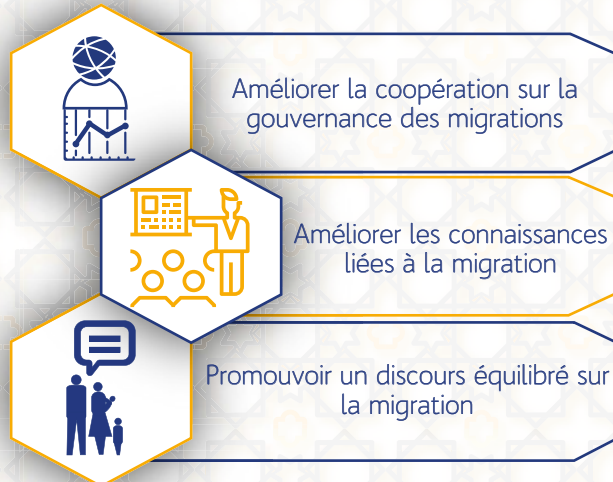 Améliorer la coopération sur la
gouvernance des migrations
Améliorer les connaissances
liées à la migration
Promouvoir un discours équilibré sur
la migration